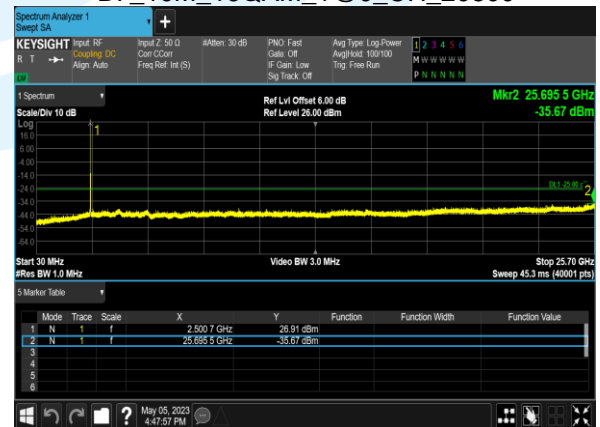 Spectrum Analyzer 1
Swept SA
+
KEYSIGHT Input: RF Input Z: 50 Ω #Atten: 30 dB PNO: Fast Avg Type: Log-Power 1 2 3 4 5 6
R T Coupling: DC Corr CCorr Gate: Off Avg|Hold: 100/100 M W W W W W
Align: Auto Freq Ref: Int (S) IF Gain: Low Trig: Free Run
Sig Track: Off P N N N N N
LXI
1 Spectrum Ref Lvl Offset 6.00 dB Mkr2 25.695 5 GHz
Scale/Div 10 dB Ref Level 26.00 dBm -35.67 dBm
Log
16.0 1
6.00
-4.00
-14.0
-24.0 DL1 -25.00
-34.0 2
-44.0
-54.0
-64.0
Start 30 MHz Video BW 3.0 MHz Stop 25.70 GHz
#Res BW 1.0 MHz Sweep 45.3 ms (40001 pts)
5 Marker Table
Mode Trace Scale X Y Function Function Width Function Value
1 N 1 f 2.500 7 GHz 26.91 dBm
2 N 1 f 25.695 5 GHz -35.67 dBm
3
4
5
6
? May 05, 2023
4:47:57 PM